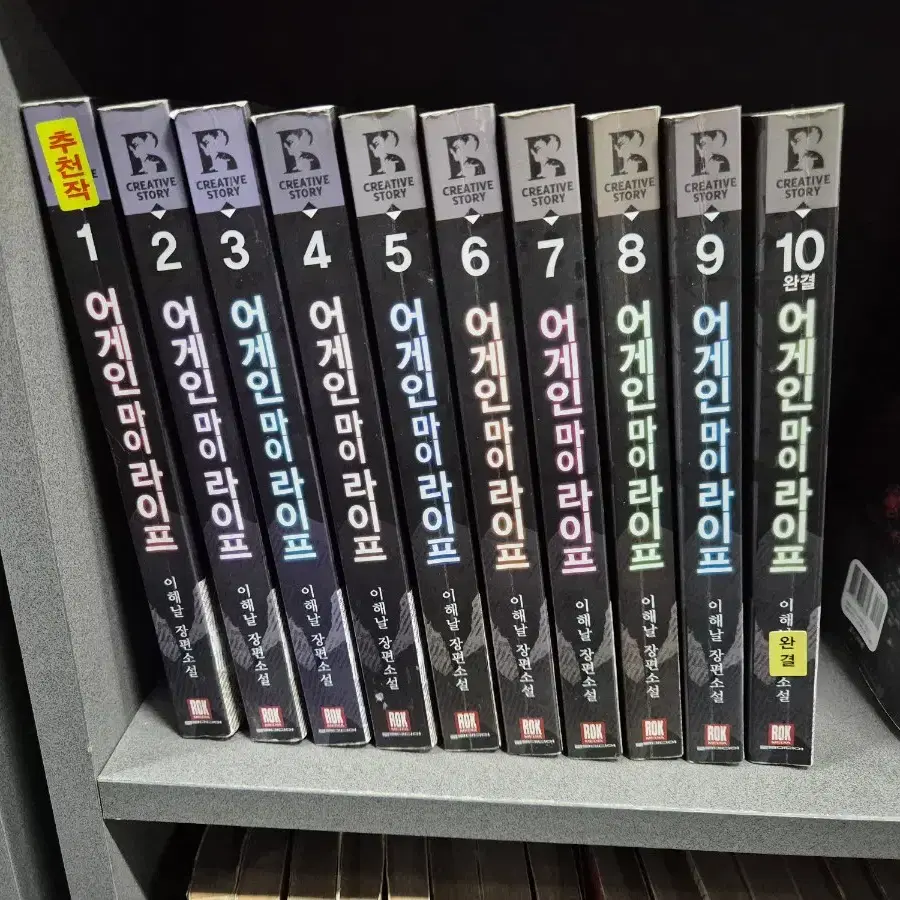 추천작
1
어게인 마이 라이프
이해날 장편소설
ROK
CREATIVE
STORY
2
어게인 마이 라이프
이해날 장편소설
ROK
CREATIVE
STORY
3
어게인 마이 라이프
이해날 장편소설
ROK
CREATIVE
STORY
4
어게인 마이 라이프
이해날 장편소설
ROK
CREATIVE
STORY
5
어게인 마이 라이프
이해날 장편소설
ROK
CREATIVE
STORY
6
어게인 마이 라이프
이해날 장편소설
ROK
CREATIVE
STORY
7
어게인 마이 라이프
이해날 장편소설
ROK
CREATIVE
STORY
8
어게인 마이 라이프
이해날 장편소설
ROK
CREATIVE
STORY
9
어게인 마이 라이프
이해날 장편소설
ROK
CREATIVE
STORY
10
완결
어게인 마이 라이프
완결
소설
ROK